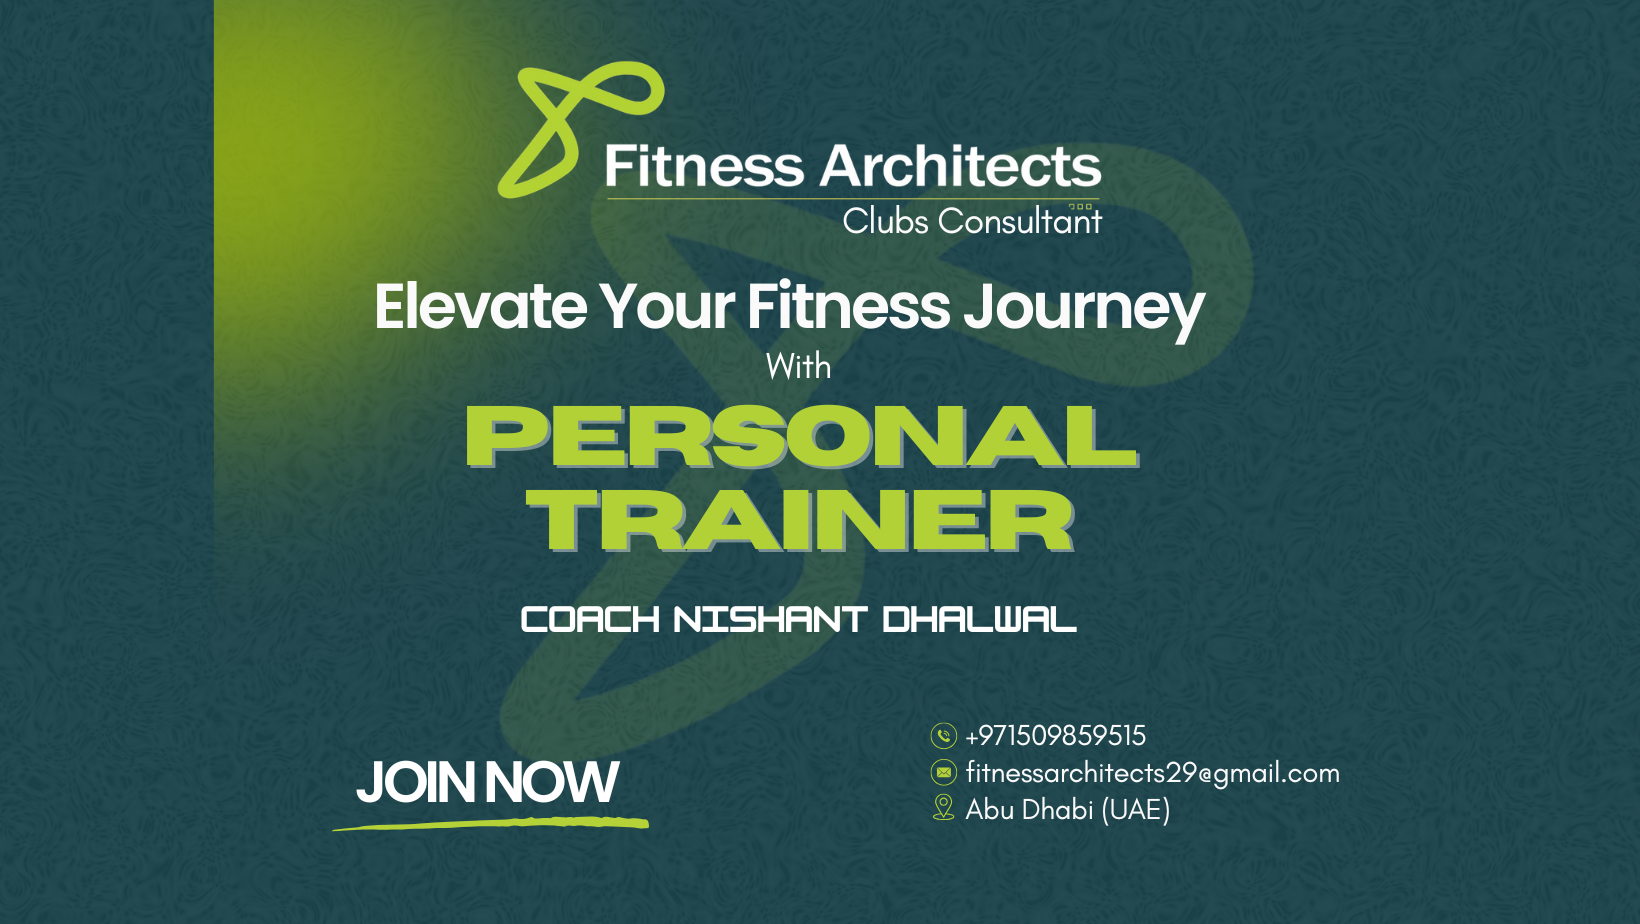 Fitness Architects
Clubs Consultant
Elevate Your Fitness Journey
With
PERSONAL
TRAINER
COACH NISHANT DHALWAL
JOIN NOW
+971509859515
fitnessarchitects29@gmail.com
Abu Dhabi (UAE)